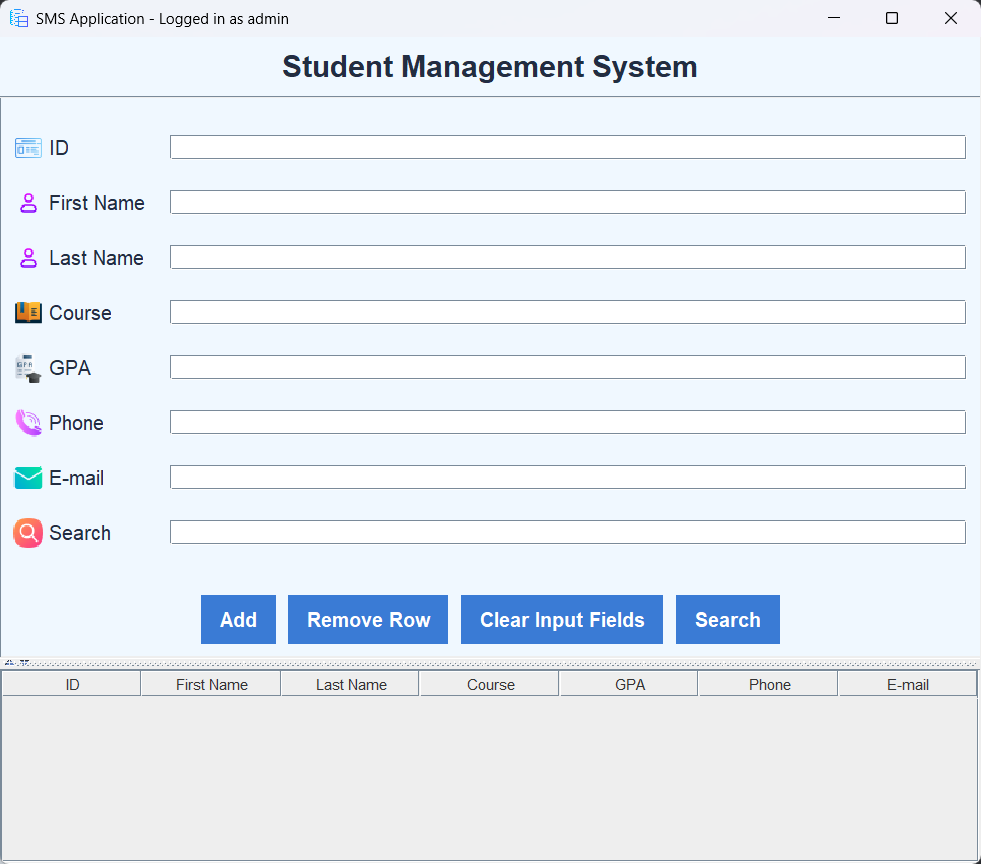 SMS Application - Logged in as admin
Student Management System
ID
First Name
Last Name
Course
GPA
Phone
E-mail
Search
Add Remove Row Clear Input Fields Search
ID First Name Last Name Course GPA Phone E-mail